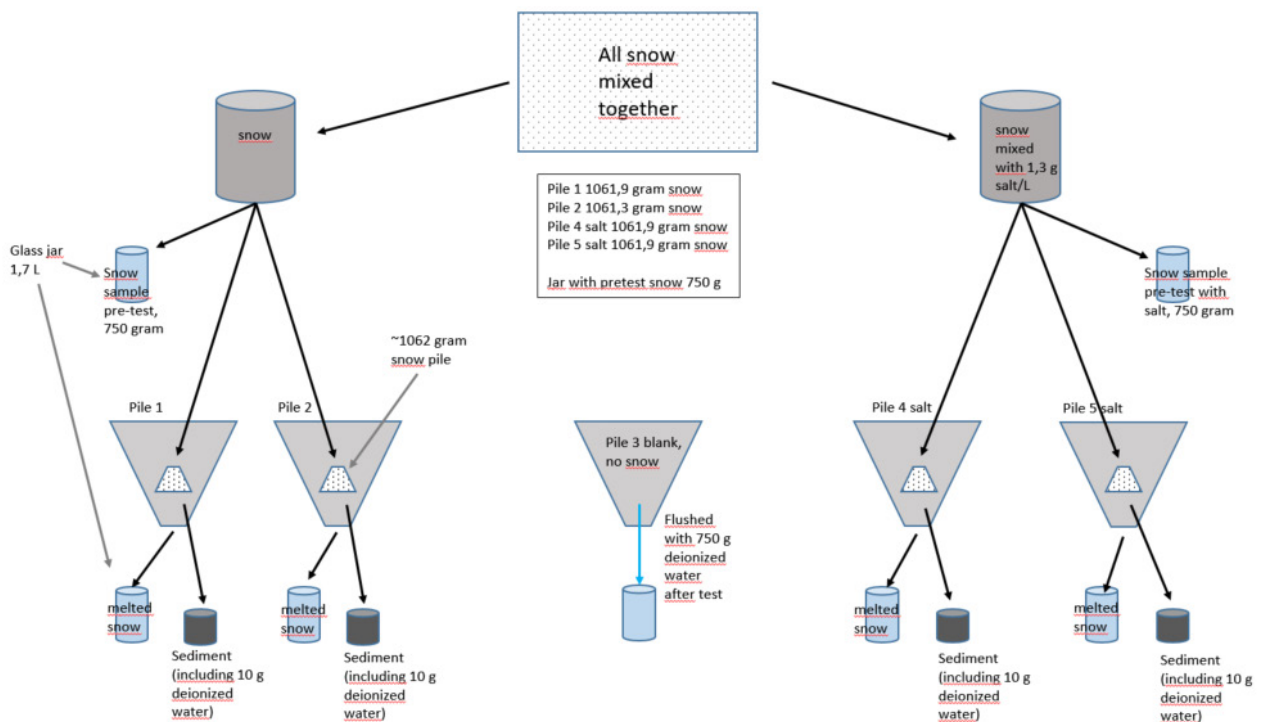 All snow
mixed
together
snow
snow
mixed
with 1,3 g
salt/L
Pile 1 1061,9 gram snow
Pile 2 1061,3 gram snow
Pile 4 salt 1061,9 gram snow
Pile 5 salt 1061,9 gram snow
Jar with pretest snow 750 g
Glass jar
1,7 L
Snow
sample
pre-test,
750 gram
Snow sample
pre-test with
salt, 750 gram
~1062 gram
snow pile
Pile 1
Pile 2
Pile 3 blank,
no snow
Pile 4 salt
Pile 5 salt
Flushed
with 750 g
deionized
water
after test
melted
snow
melted
snow
melted
snow
melted
snow
Sediment
(including 10 g
deionized
water)
Sediment
(including 10 g
deionized
water)
Sediment
(including 10 g
deionized
water)
Sediment
(including 10 g
deionized
water)